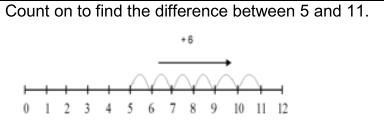 Count on to find the difference between 5 and 11.
+6
0 1 2 3 4 5 6 7 8 9 10 11 12